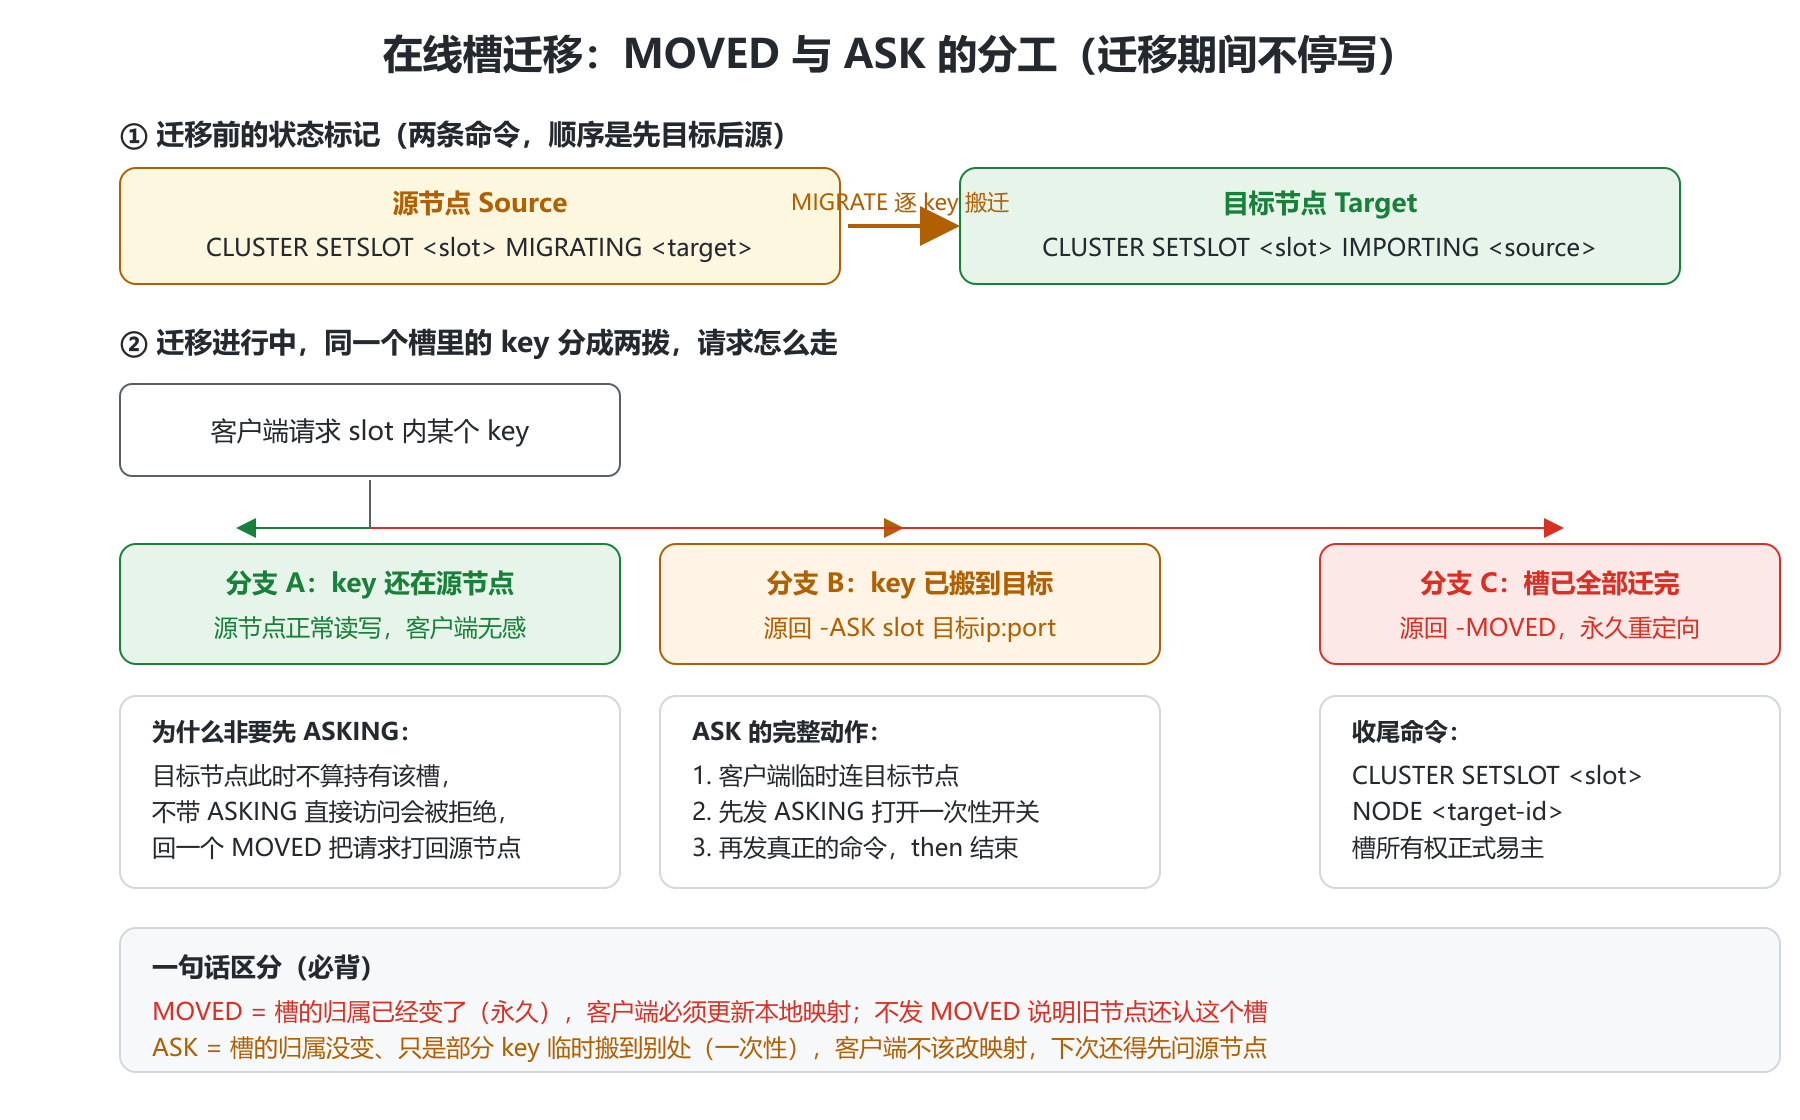 在线槽迁移：MOVED 与 ASK 的分工（迁移期间不停写）
① 迁移前的状态标记（两条命令，顺序是先目标后源）
源节点 Source
CLUSTER SETSLOT <slot> MIGRATING <target>
MIGRATE 逐 key 搬迁
目标节点 Target
CLUSTER SETSLOT <slot> IMPORTING <source>
② 迁移进行中，同一个槽里的 key 分成两拨，请求怎么走
客户端请求 slot 内某个 key
分支 A：key 还在源节点
源节点正常读写，客户端无感
分支 B：key 已搬到目标
源回 -ASK slot 目标ip:port
分支 C：槽已全部迁完
源回 -MOVED，永久重定向
为什么非要先 ASKING：
目标节点此时不算持有该槽，
不带 ASKING 直接访问会被拒绝，
回一个 MOVED 把请求打回源节点
ASK 的完整动作：
1. 客户端临时连目标节点
2. 先发 ASKING 打开一次性开关
3. 再发真正的命令，then 结束
收尾命令：
CLUSTER SETSLOT <slot>
NODE <target-id>
槽所有权正式易主
一句话区分（必背）
MOVED = 槽的归属已经变了（永久），客户端必须更新本地映射；不发 MOVED 说明旧节点还认这个槽
ASK = 槽的归属没变、只是部分 key 临时搬到别处（一次性），客户端不该改映射，下次还得先问源节点